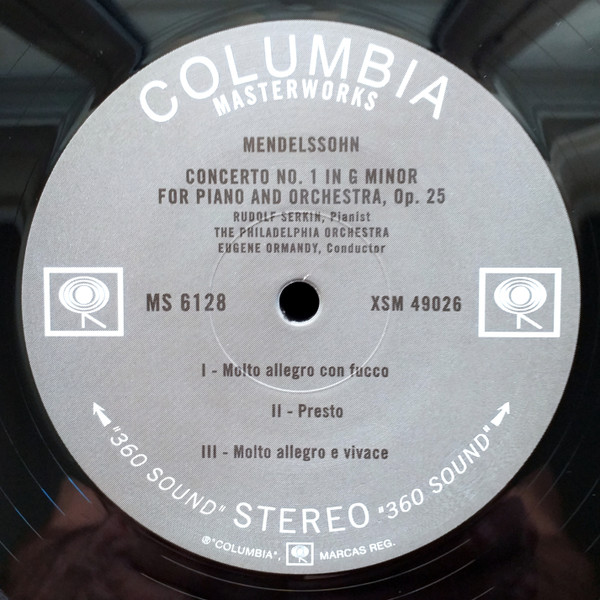 COLUMBIA
MASTERWORKS
MENDELSSOHN
CONCERTO NO. 1 IN G MINOR
FOR PIANO AND ORCHESTRA, Op. 25
RUDOLF SERKIN, Pianist
THE PHILADELPHIA ORCHESTRA
EUGENE ORMANDY, Conductor
MS 6128
XSM 49026
I - Molto allegro con fucco
II - Presto
III - Molto allegro e vivace
"360 SOUND" STEREO "360 SOUND"
®"COLUMBIA", MARCAS REG.